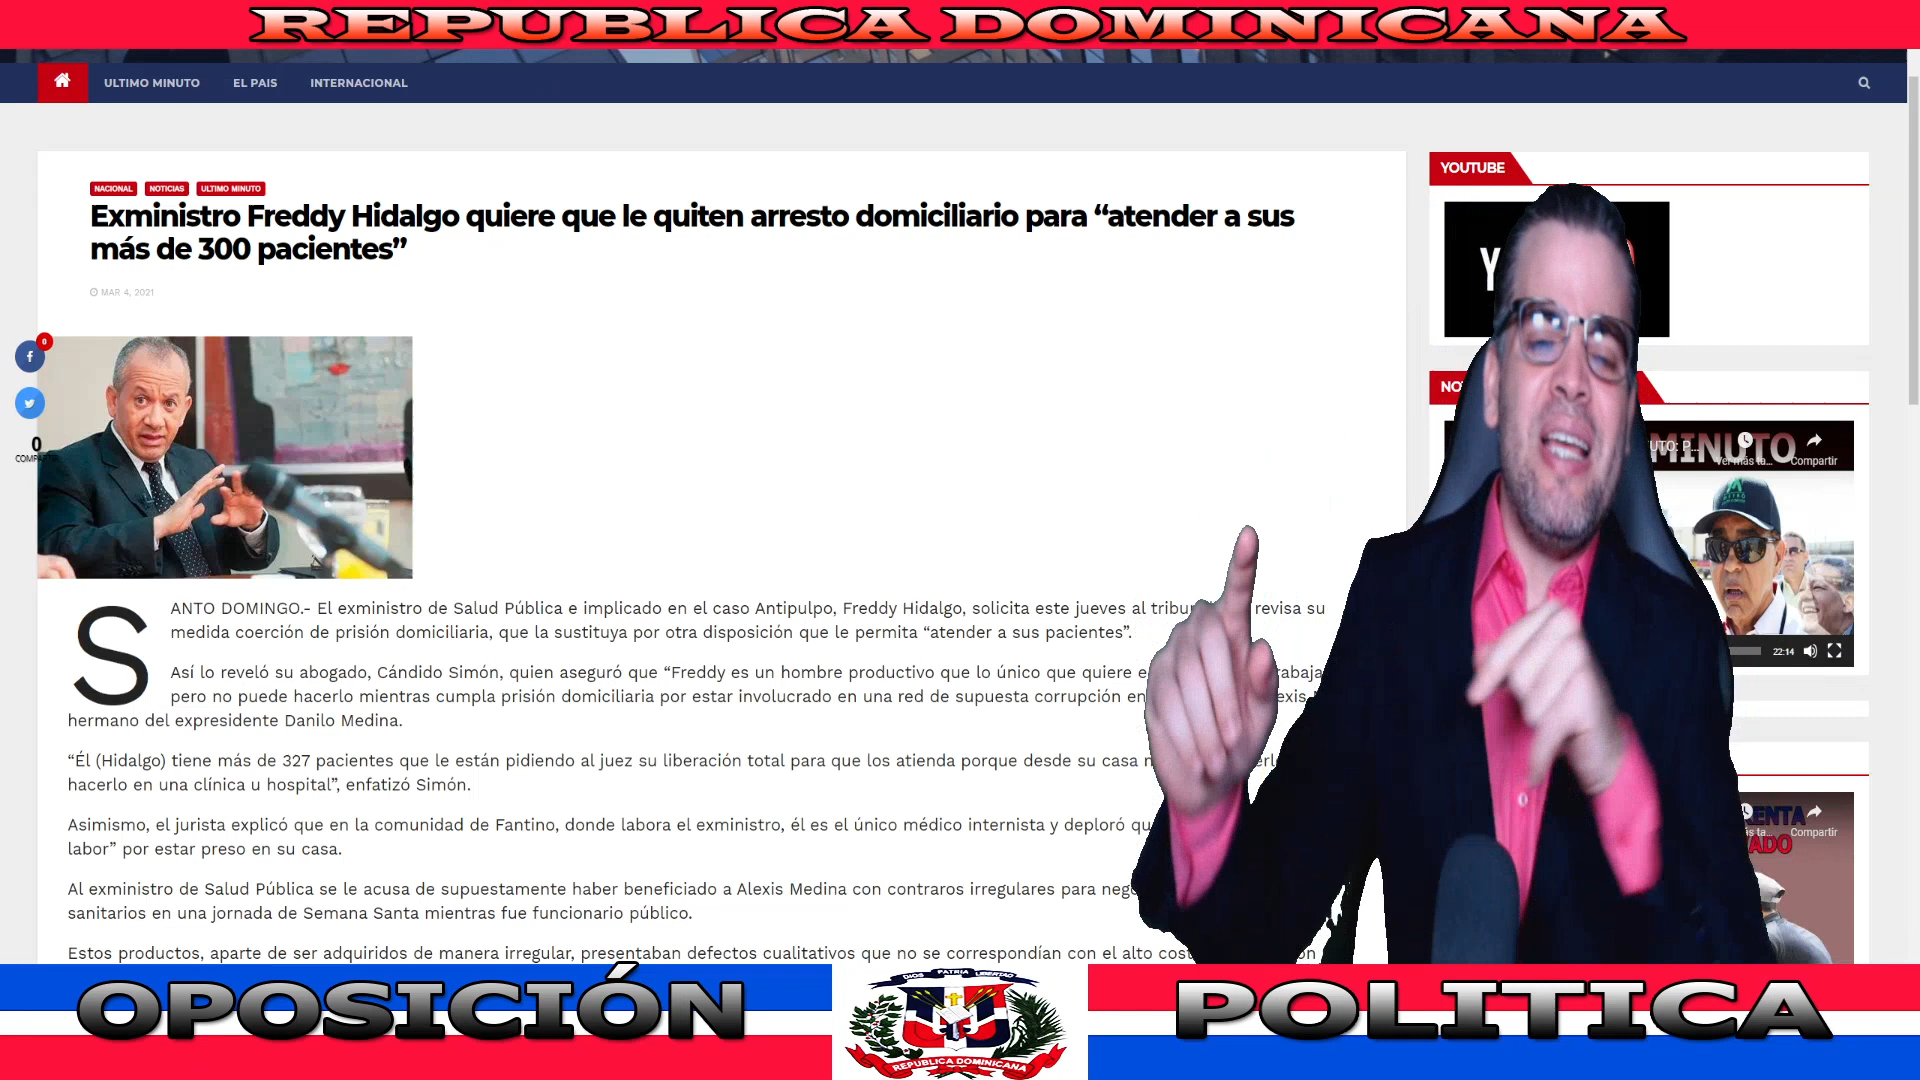 REPUBLICA DOMINICANA
ULTIMO MINUTO EL PAIS INTERNACIONAL
NACIONAL NOTICIAS ULTIMO MINUTO
Exministro Freddy Hidalgo quiere que le quiten arresto domiciliario para “atender a sus
más de 300 pacientes”
MAR 4, 2021
0
0
SANTO DOMINGO.- El exministro de Salud Pública e implicado en el caso Antipulpo, Freddy Hidalgo, solicita este jueves al revisa su
medida coerción de prisión domiciliaria, que la sustituya por otra disposición que le permita “atender a sus pacientes”.
Así lo reveló su abogado, Cándido Simón, quien aseguró que “Freddy es un hombre productivo que lo único que quiere
pero no puede hacerlo mientras cumpla prisión domiciliaria por estar involucrado en una red de supuesta corrupción
hermano del expresidente Danilo Medina.
“Él (Hidalgo) tiene más de 327 pacientes que le están pidiendo al juez su liberación total para que los atienda porque desde su casa
hacerlo en una clínica u hospital”, enfatizó Simón.
Asimismo, el jurista explicó que en la comunidad de Fantino, donde labora el exministro, él es el único médico internista y deploró
labor” por estar preso en su casa.
Al exministro de Salud Pública se le acusa de supuestamente haber beneficiado a Alexis Medina con contraros irregulares para
sanitarios en una jornada de Semana Santa mientras fue funcionario público.
Estos productos, aparte de ser adquiridos de manera irregular, presentaban defectos cualitativos que no se correspondían con el alto
YOUTUBE
MINUTO
Compartir
22:14
Compartir
OPOSICIÓN
DIOS PATRIA LIBERTAD
REPUBLICA DOMINICANA
POLITICA